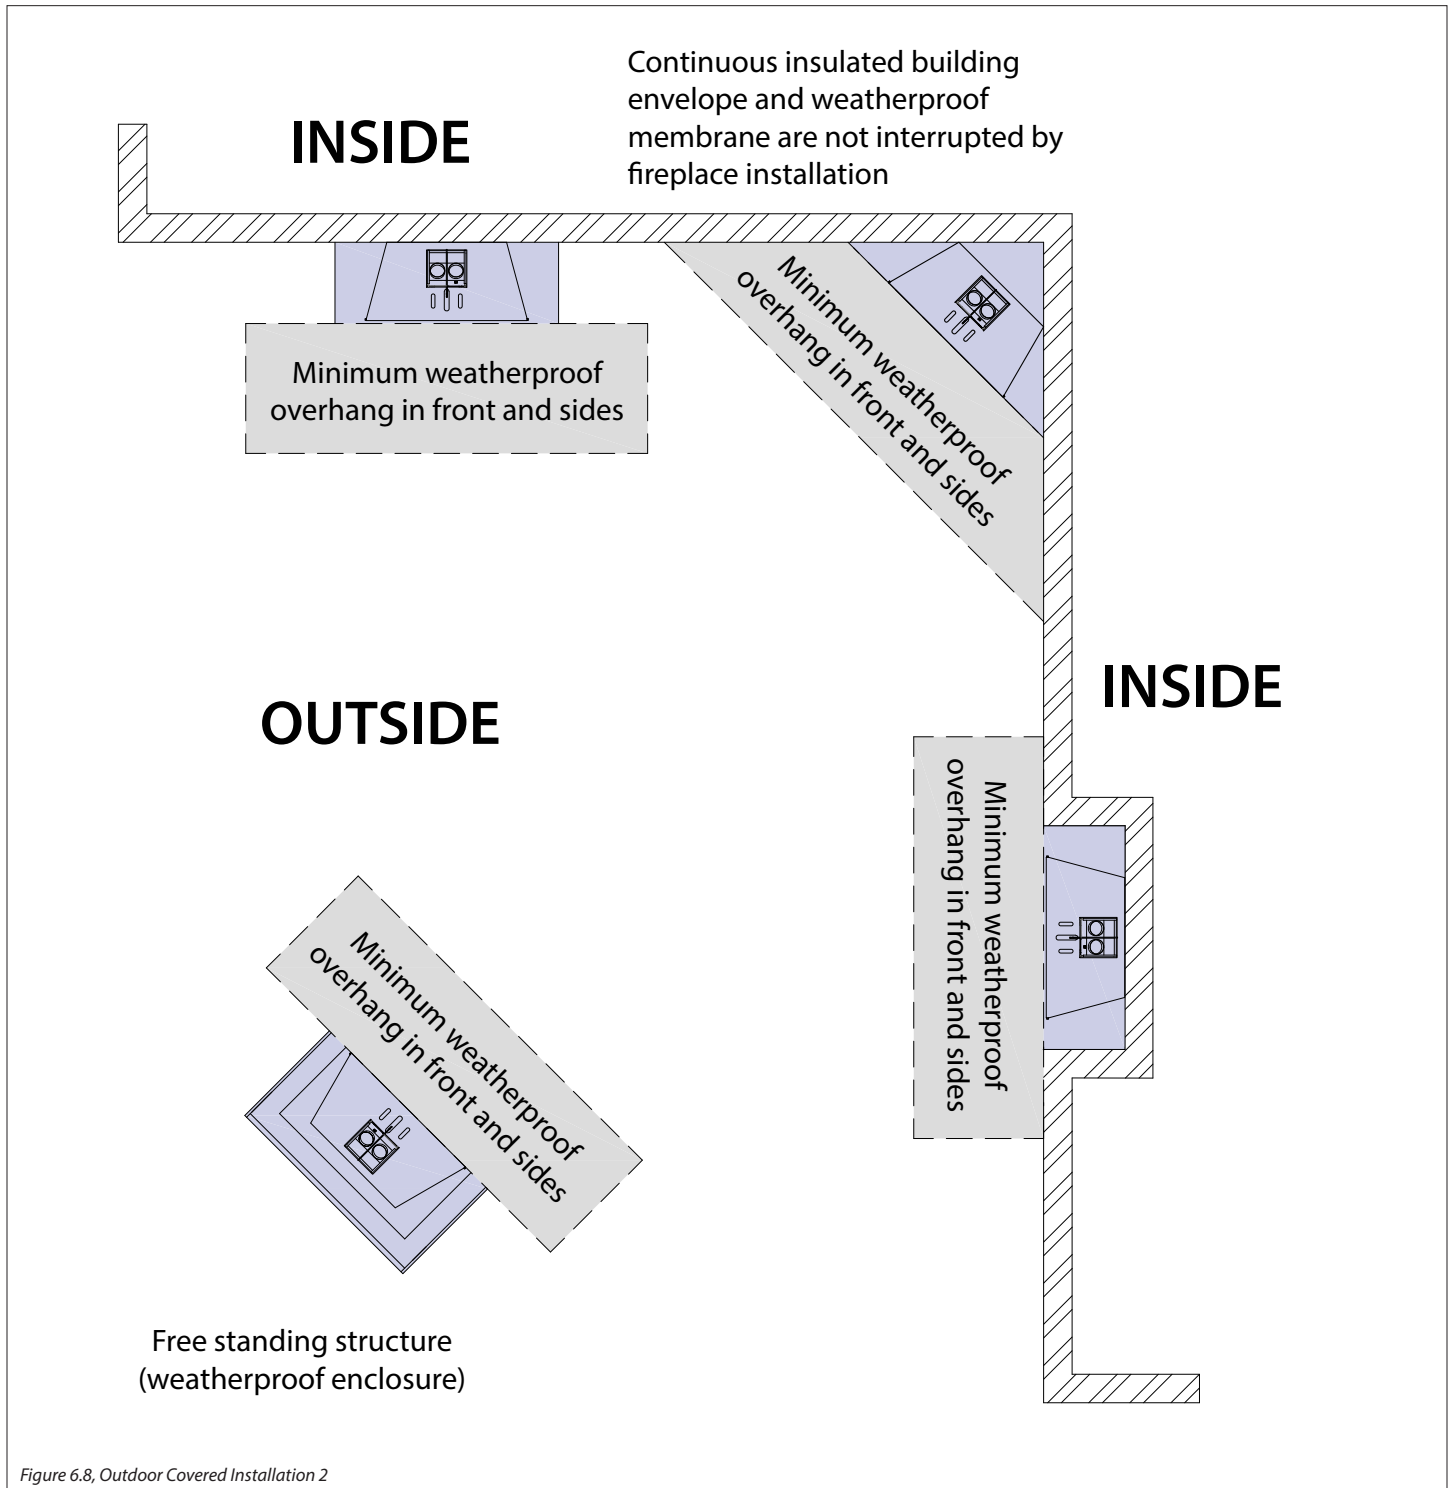 Continuous insulated building
envelope and weatherproof
membrane are not interrupted by
fireplace installation
INSIDE
Minimum weatherproof
overhang in front and sides
Minimum weatherproof
overhang in front and sides
INSIDE
OUTSIDE
Minimum weatherproof
overhang in front and sides
Minimum weatherproof
overhang in front and sides
Free standing structure
(weatherproof enclosure)
Figure 6.8, Outdoor Covered Installation 2